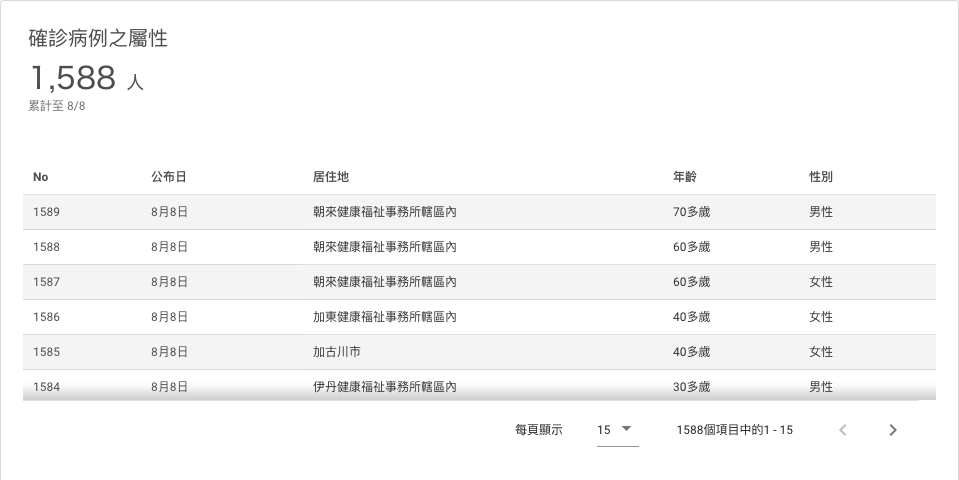 確診病例之屬性
1,588 人
累計至 8/8
No 公布日 居住地 年齡 性別
1589 8月8日 朝來健康福祉事務所轄區內 70多歲 男性
1588 8月8日 朝來健康福祉事務所轄區內 60多歲 男性
1587 8月8日 朝來健康福祉事務所轄區內 60多歲 女性
1586 8月8日 加東健康福祉事務所轄區內 40多歲 女性
1585 8月8日 加古川市 40多歲 女性
1584 8月8日 伊丹健康福祉事務所轄區內 30多歲 男性
每頁顯示 15 1588個項目中的1 - 15